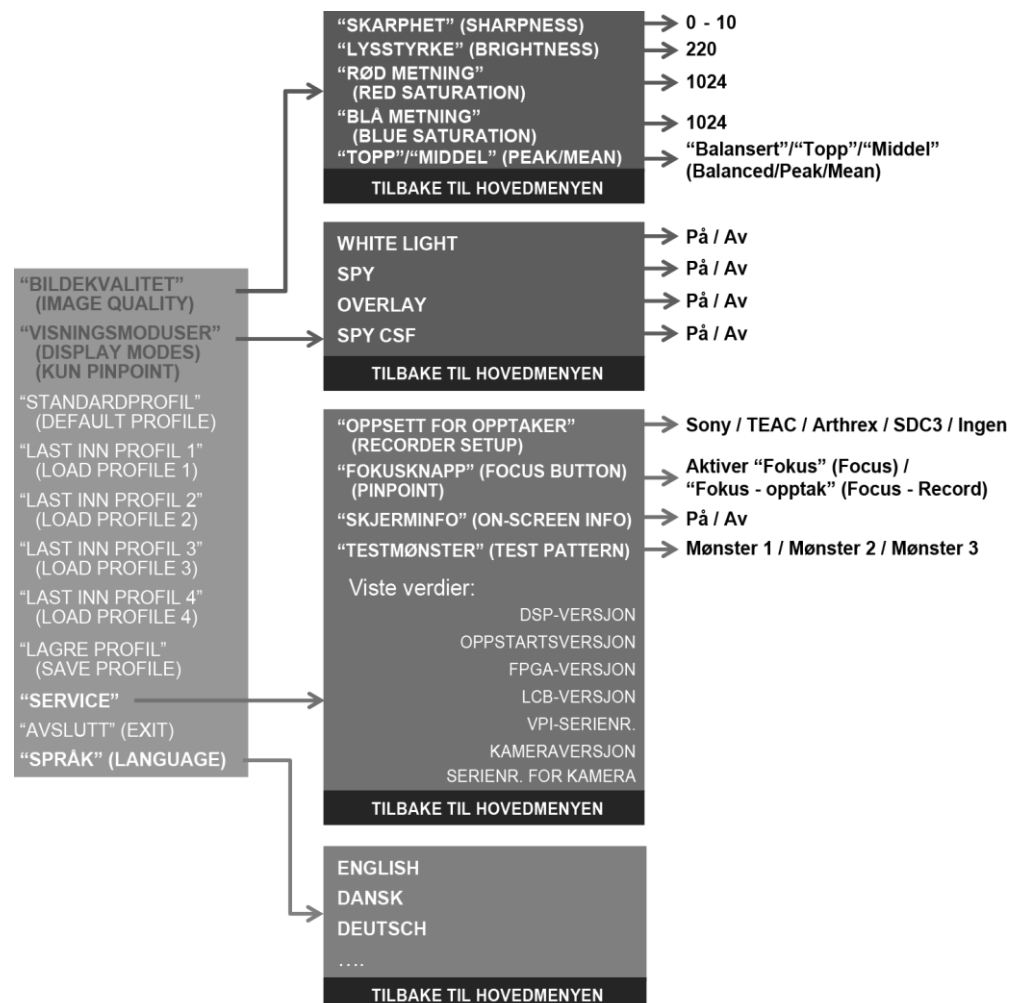 “BILDEKVALITET”
(IMAGE QUALITY)
“VISNINGSMODUSER”
(DISPLAY MODES)
(KUN PINPOINT)
“STANDARDPROFIL”
(DEFAULT PROFILE)
“LAST INN PROFIL 1”
(LOAD PROFILE 1)
“LAST INN PROFIL 2”
(LOAD PROFILE 2)
“LAST INN PROFIL 3”
(LOAD PROFILE 3)
“LAST INN PROFIL 4”
(LOAD PROFILE 4)
“LAGRE PROFIL”
(SAVE PROFILE)
“SERVICE”
“AVSLUTT” (EXIT)
“SPRÅK” (LANGUAGE)
“SKARPHET” (SHARPNESS)
0 - 10
“LYSSTYRKE” (BRIGHTNESS)
220
“RØD METNING”
(RED SATURATION)
1024
“BLÅ METNING”
(BLUE SATURATION)
1024
“TOPP”/“MIDDEL” (PEAK/MEAN)
“Balansert”/“Topp”/“Middel”
(Balanced/Peak/Mean)
TILBAKE TIL HOVEDMENYEN
WHITE LIGHT
På / Av
SPY
På / Av
OVERLAY
På / Av
SPY CSF
På / Av
TILBAKE TIL HOVEDMENYEN
“OPPSETT FOR OPPTAKER”
(RECORDER SETUP)
Sony / TEAC / Arthrex / SDC3 / Ingen
“FOKUSKNAPP” (FOCUS BUTTON)
(PINPOINT)
Aktiver “Fokus” (Focus) /
“Fokus - opptak” (Focus - Record)
“SKJERMINFO” (ON-SCREEN INFO)
På / Av
“TESTMØNSTER” (TEST PATTERN)
Mønster 1 / Mønster 2 / Mønster 3
Viste verdier:
DSP-VERSJON
OPPSTARTSVERSJON
FPGA-VERSJON
LCB-VERSJON
VPI-SERIENR.
KAMERAVERSJON
SERIENR. FOR KAMERA
TILBAKE TIL HOVEDMENYEN
ENGLISH
DANSK
DEUTSCH
....
TILBAKE TIL HOVEDMENYEN